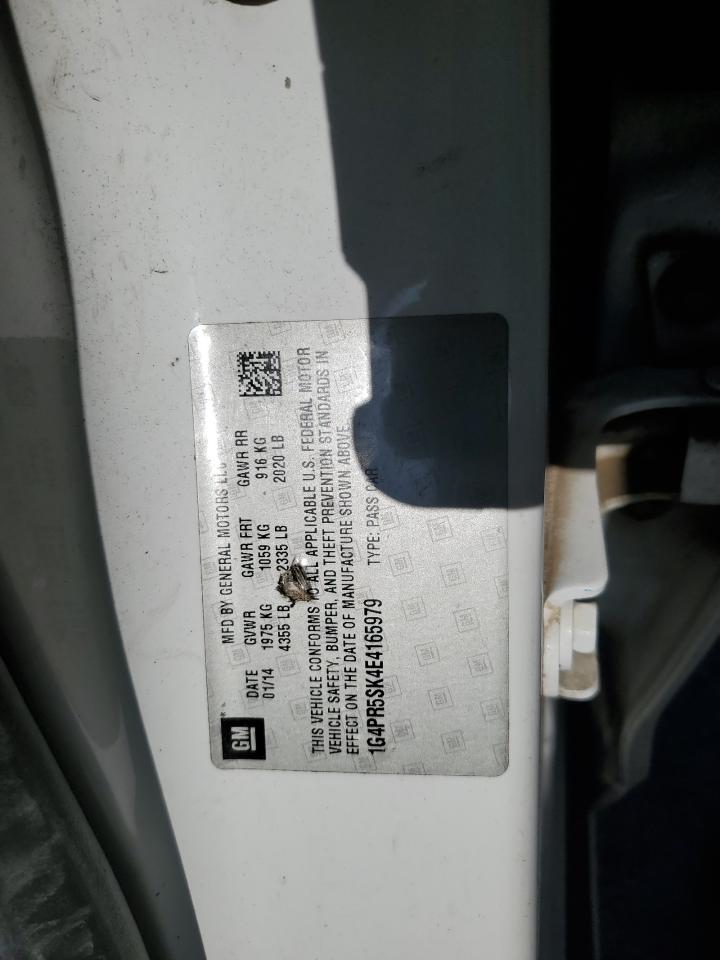 GM
MFD BY GENERAL MOTORS LLC
DATE GVWR GAWR FRT GAWR RR
01/14 1975 KG 1059 KG 916 KG
4355 LB 2335 LB 2020 LB
THIS VEHICLE CONFORMS TO ALL APPLICABLE U.S. FEDERAL MOTOR
VEHICLE SAFETY, BUMPER, AND THEFT PREVENTION STANDARDS IN
EFFECT ON THE DATE OF MANUFACTURE SHOWN ABOVE.
1G4PR5SK4E4165979 TYPE: PASS CAR